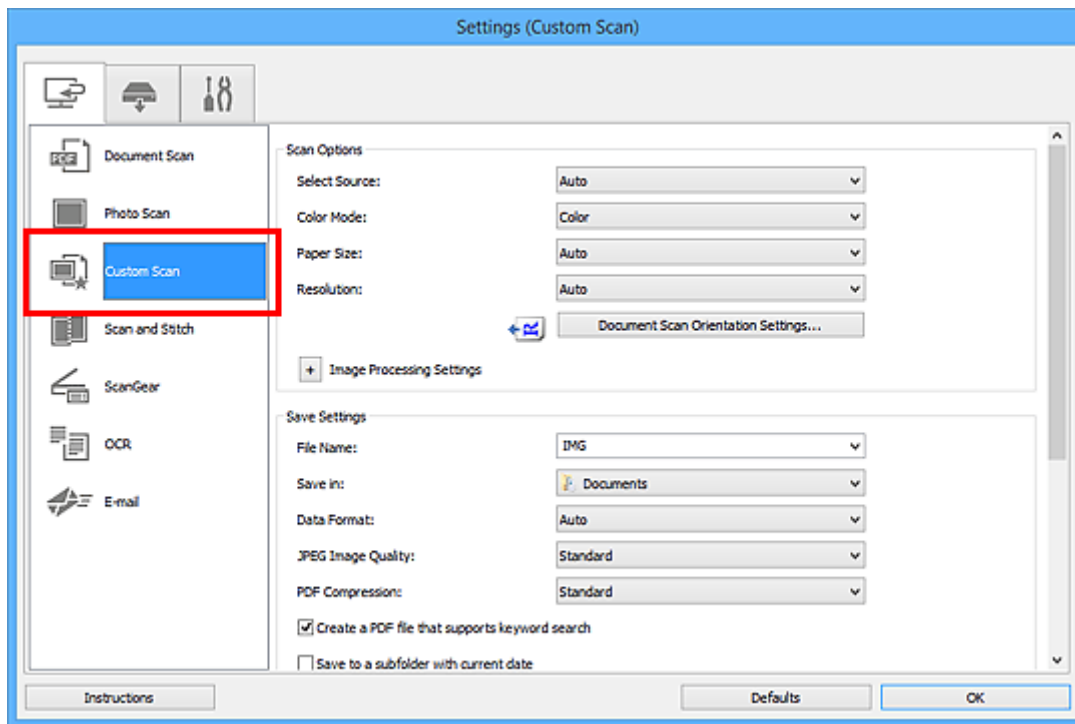 Settings (Custom Scan)
PDF
Document Scan
Photo Scan
Custom Scan
Scan and Stitch
ScanGear
OCR
E-mail
Scan Options
Select Source: Auto
Color Mode: Color
Paper Size: Auto
Resolution: Auto
R Document Scan Orientation Settings...
+ Image Processing Settings
Save Settings
File Name: IMG
Save in: Documents
Data Format: Auto
JPEG Image Quality: Standard
PDF Compression: Standard
Create a PDF file that supports keyword search
Save to a subfolder with current date
Instructions Defaults OK